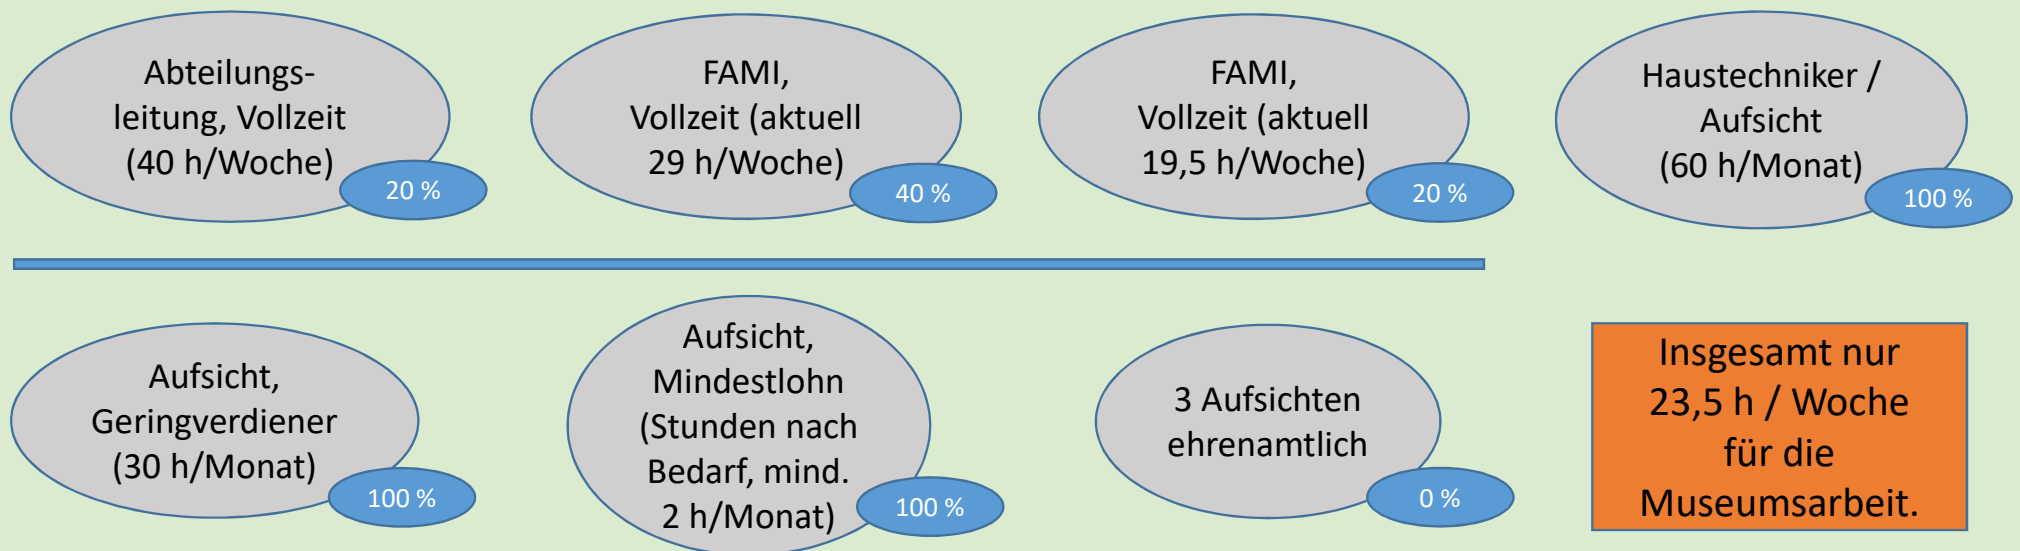 Abteilungs-
leitung, Vollzeit
(40 h/Woche)
20 %
FAMI,
Vollzeit (aktuell
29 h/Woche)
40 %
FAMI,
Vollzeit (aktuell
19,5 h/Woche)
20 %
Haustechniker /
Aufsicht
(60 h/Monat)
100 %
Aufsicht,
Geringverdiener
(30 h/Monat)
100 %
Aufsicht,
Mindestlohn
(Stunden nach
Bedarf, mind.
2 h/Monat)
100 %
3 Aufsichten
ehrenamtlich
0 %
Insgesamt nur
23,5 h / Woche
für die
Museumsarbeit.